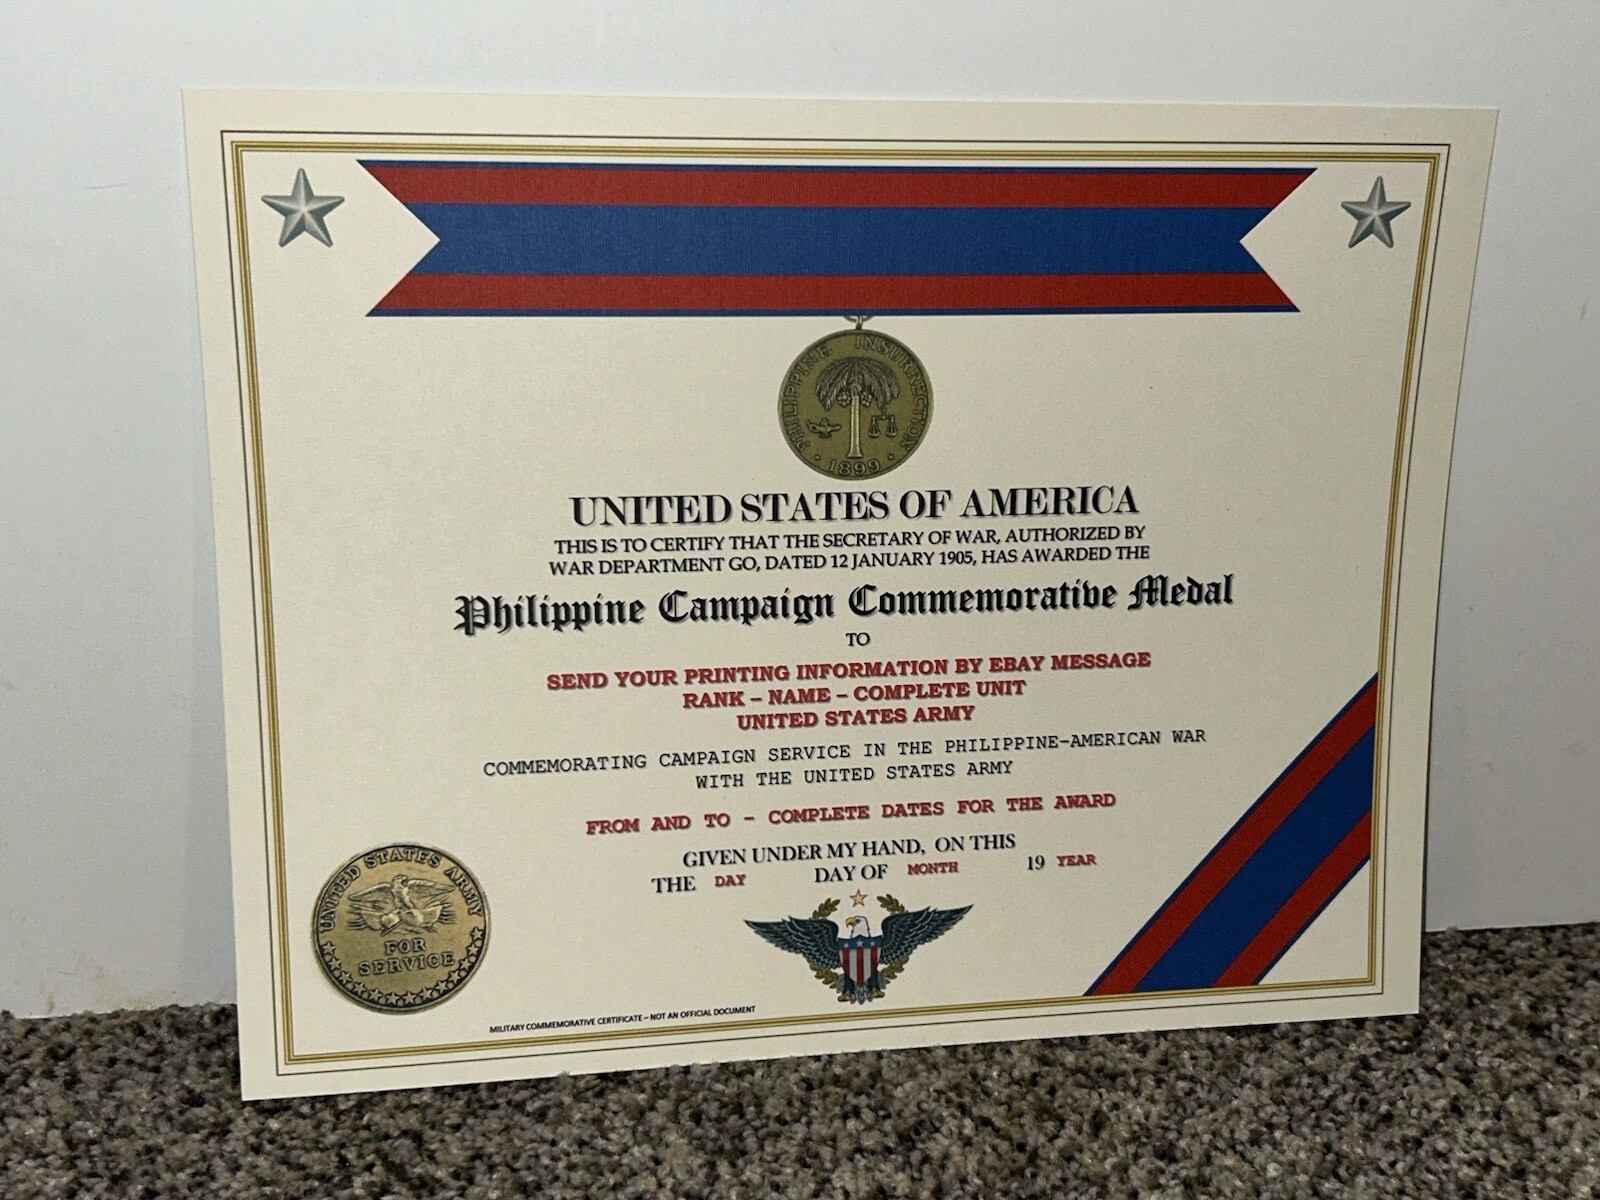 PHILIPPINE INSURRECTION
• 1899 •
UNITED STATES OF AMERICA
THIS IS TO CERTIFY THAT THE SECRETARY OF WAR, AUTHORIZED BY
WAR DEPARTMENT GO, DATED 12 JANUARY 1905, HAS AWARDED THE
Philippine Campaign Commemorative Medal
TO
SEND YOUR PRINTING INFORMATION BY EBAY MESSAGE
RANK – NAME – COMPLETE UNIT
UNITED STATES ARMY
COMMEMORATING CAMPAIGN SERVICE IN THE PHILIPPINE-AMERICAN WAR
WITH THE UNITED STATES ARMY
FROM AND TO - COMPLETE DATES FOR THE AWARD
GIVEN UNDER MY HAND, ON THIS
THE DAY DAY OF MONTH 19 YEAR
UNITED STATES ARMY
FOR
SERVICE
MILITARY COMMEMORATIVE CERTIFICATE – NOT AN OFFICIAL DOCUMENT